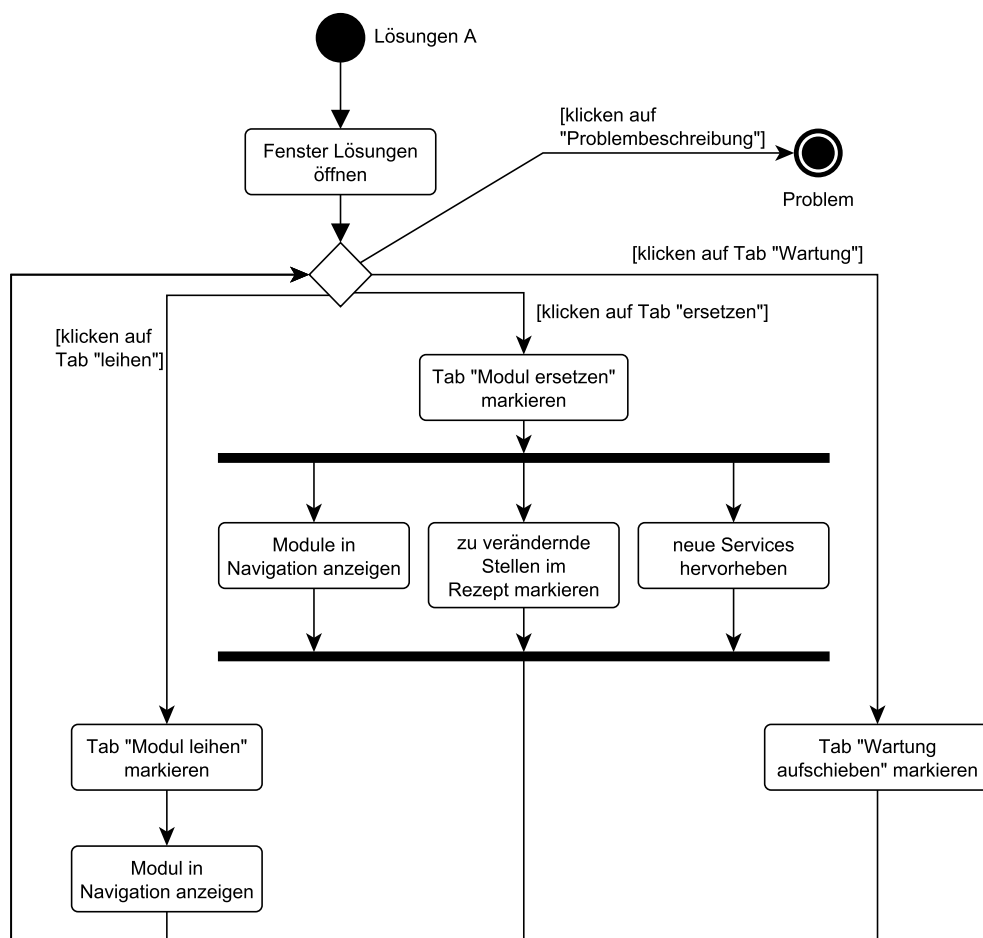 Lösungen A
Fenster Lösungen
öffnen
[klicken auf
"Problembeschreibung"]
Problem
[klicken auf Tab "Wartung"]
[klicken auf Tab "ersetzen"]
[klicken auf
Tab "leihen"]
Tab "Modul ersetzen"
markieren
Module in
Navigation anzeigen
zu verändernde
Stellen im
Rezept markieren
neue Services
hervorheben
Tab "Modul leihen"
markieren
Tab "Wartung
aufschieben" markieren
Modul in
Navigation anzeigen